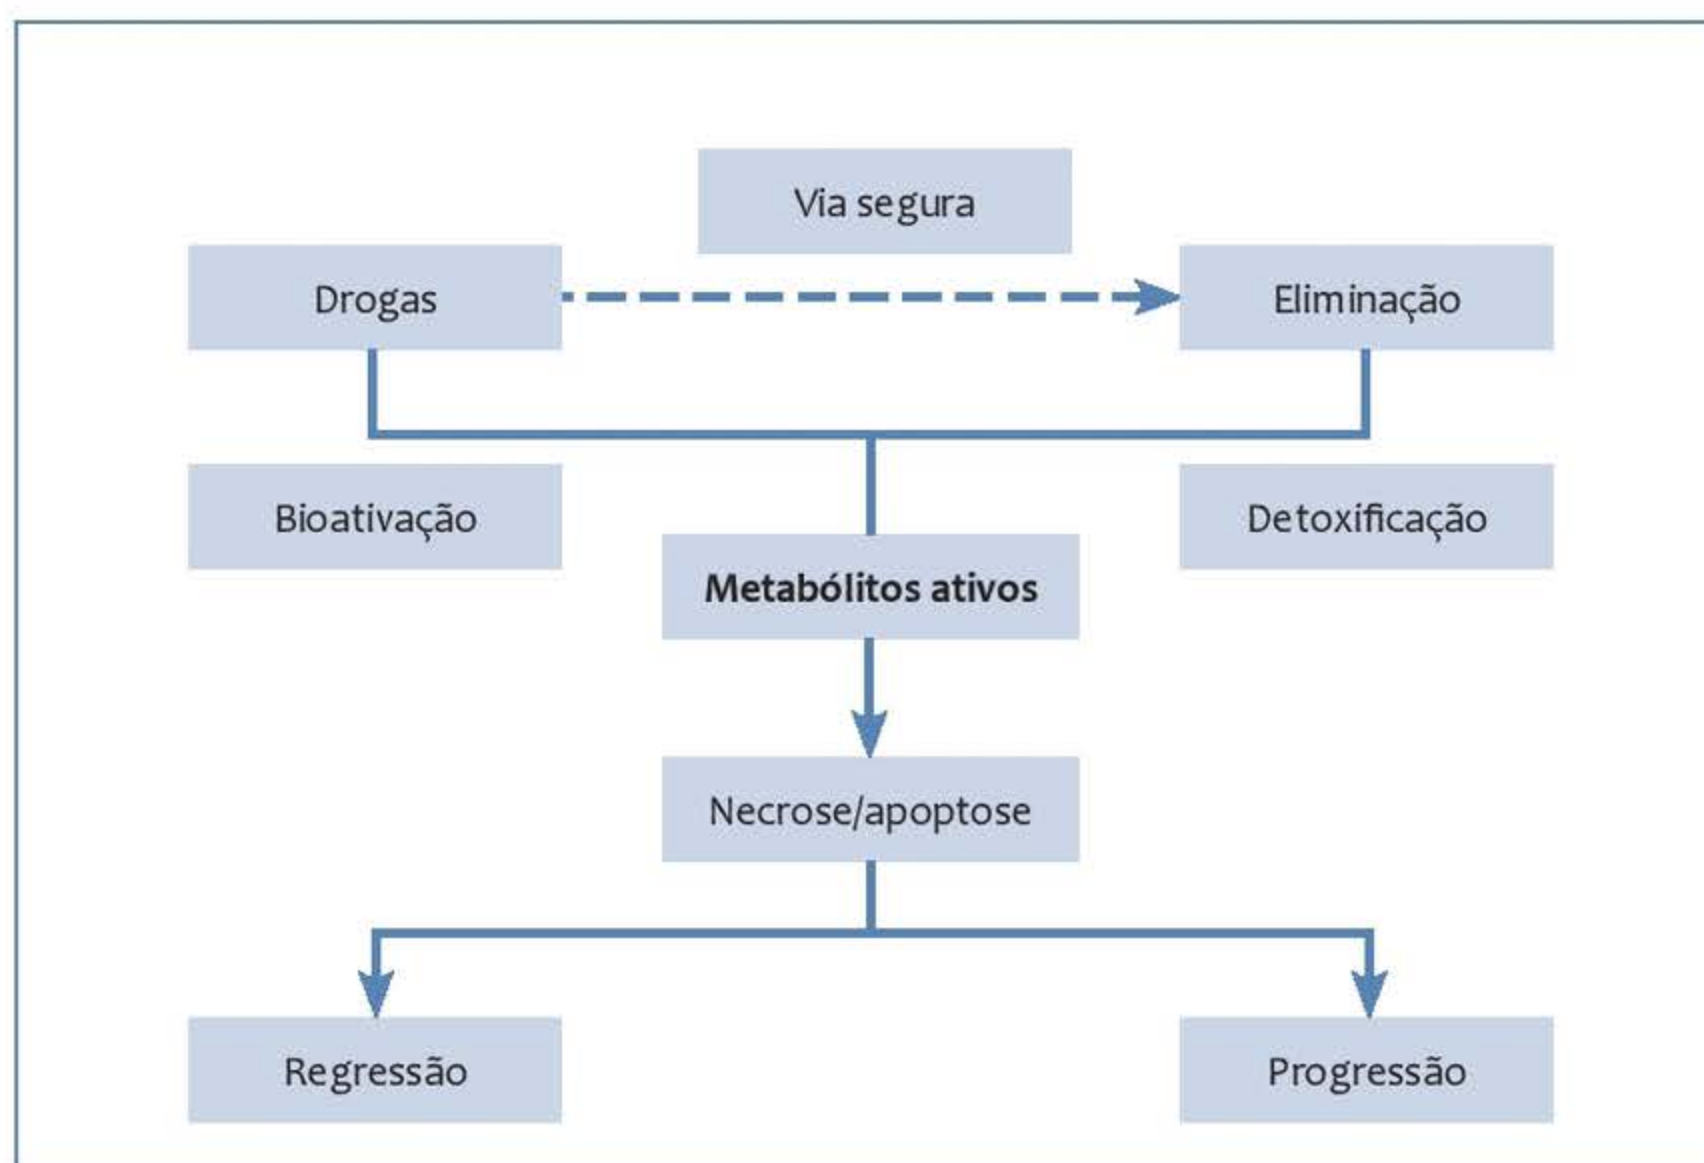 Via segura
Drogas
Eliminação
Bioativação
Detoxificação
Metabólitos ativos
Necrose/apoptose
Regressão
Progressão